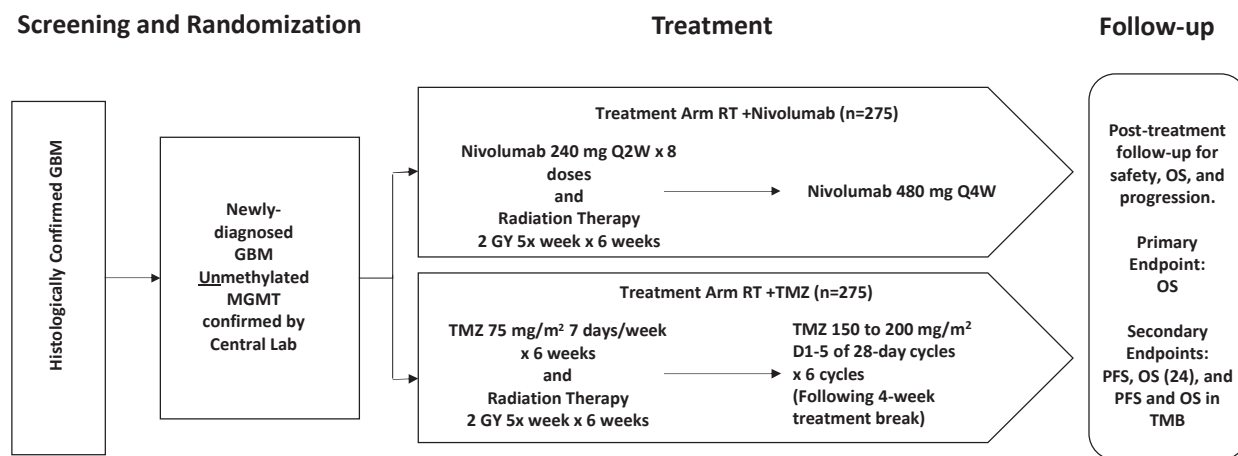 Screening and Randomization
Treatment
Follow-up
Histologically Confirmed GBM
Newly-
diagnosed
GBM
Unmethylated
MGMT
confirmed by
Central Lab
Treatment Arm RT +Nivolumab (n=275)
Nivolumab 240 mg Q2W x 8
doses
and
Radiation Therapy
2 GY 5x week x 6 weeks
Nivolumab 480 mg Q4W
Treatment Arm RT +TMZ (n=275)
TMZ 75 mg/m² 7 days/week
x 6 weeks
and
Radiation Therapy
2 GY 5x week x 6 weeks
TMZ 150 to 200 mg/m²
D1-5 of 28-day cycles
x 6 cycles
(Following 4-week
treatment break)
Post-treatment
follow-up for
safety, OS, and
progression.
Primary
Endpoint:
OS
Secondary
Endpoints:
PFS, OS (24), and
PFS and OS in
TMB